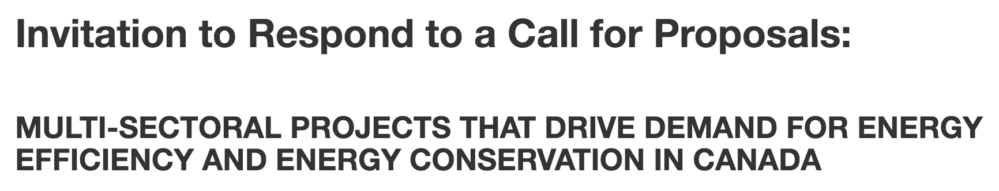 Invitation to Respond to a Call for Proposals:
MULTI-SECTORAL PROJECTS THAT DRIVE DEMAND FOR ENERGY
EFFICIENCY AND ENERGY CONSERVATION IN CANADA